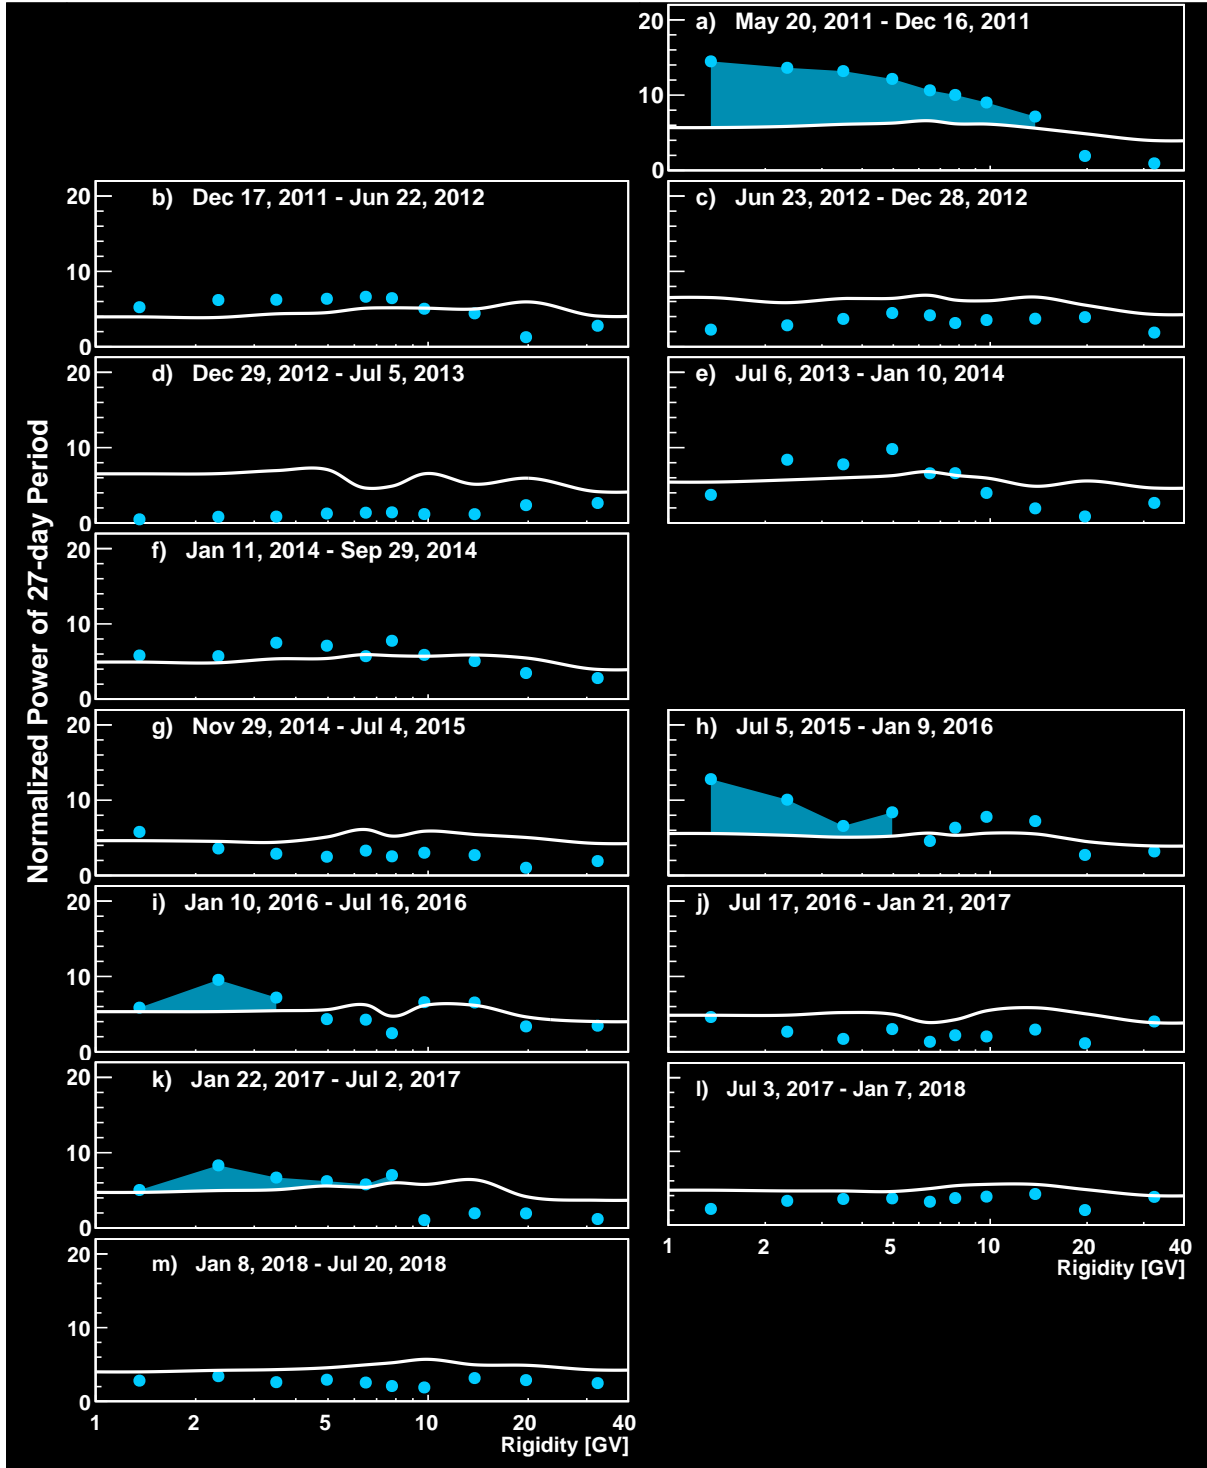 a) May 20, 2011 - Dec 16, 2011
20
10
0
b) Dec 17, 2011 - Jun 22, 2012
20
10
0
c) Jun 23, 2012 - Dec 28, 2012
d) Dec 29, 2012 - Jul 5, 2013
20
10
0
e) Jul 6, 2013 - Jan 10, 2014
f) Jan 11, 2014 - Sep 29, 2014
20
10
0
Normalized Power of 27-day Period
g) Nov 29, 2014 - Jul 4, 2015
20
10
0
h) Jul 5, 2015 - Jan 9, 2016
i) Jan 10, 2016 - Jul 16, 2016
20
10
0
j) Jul 17, 2016 - Jan 21, 2017
k) Jan 22, 2017 - Jul 2, 2017
20
10
0
l) Jul 3, 2017 - Jan 7, 2018
1 2 5 10 20 40
Rigidity [GV]
m) Jan 8, 2018 - Jul 20, 2018
20
10
0
1 2 5 10 20 40
Rigidity [GV]